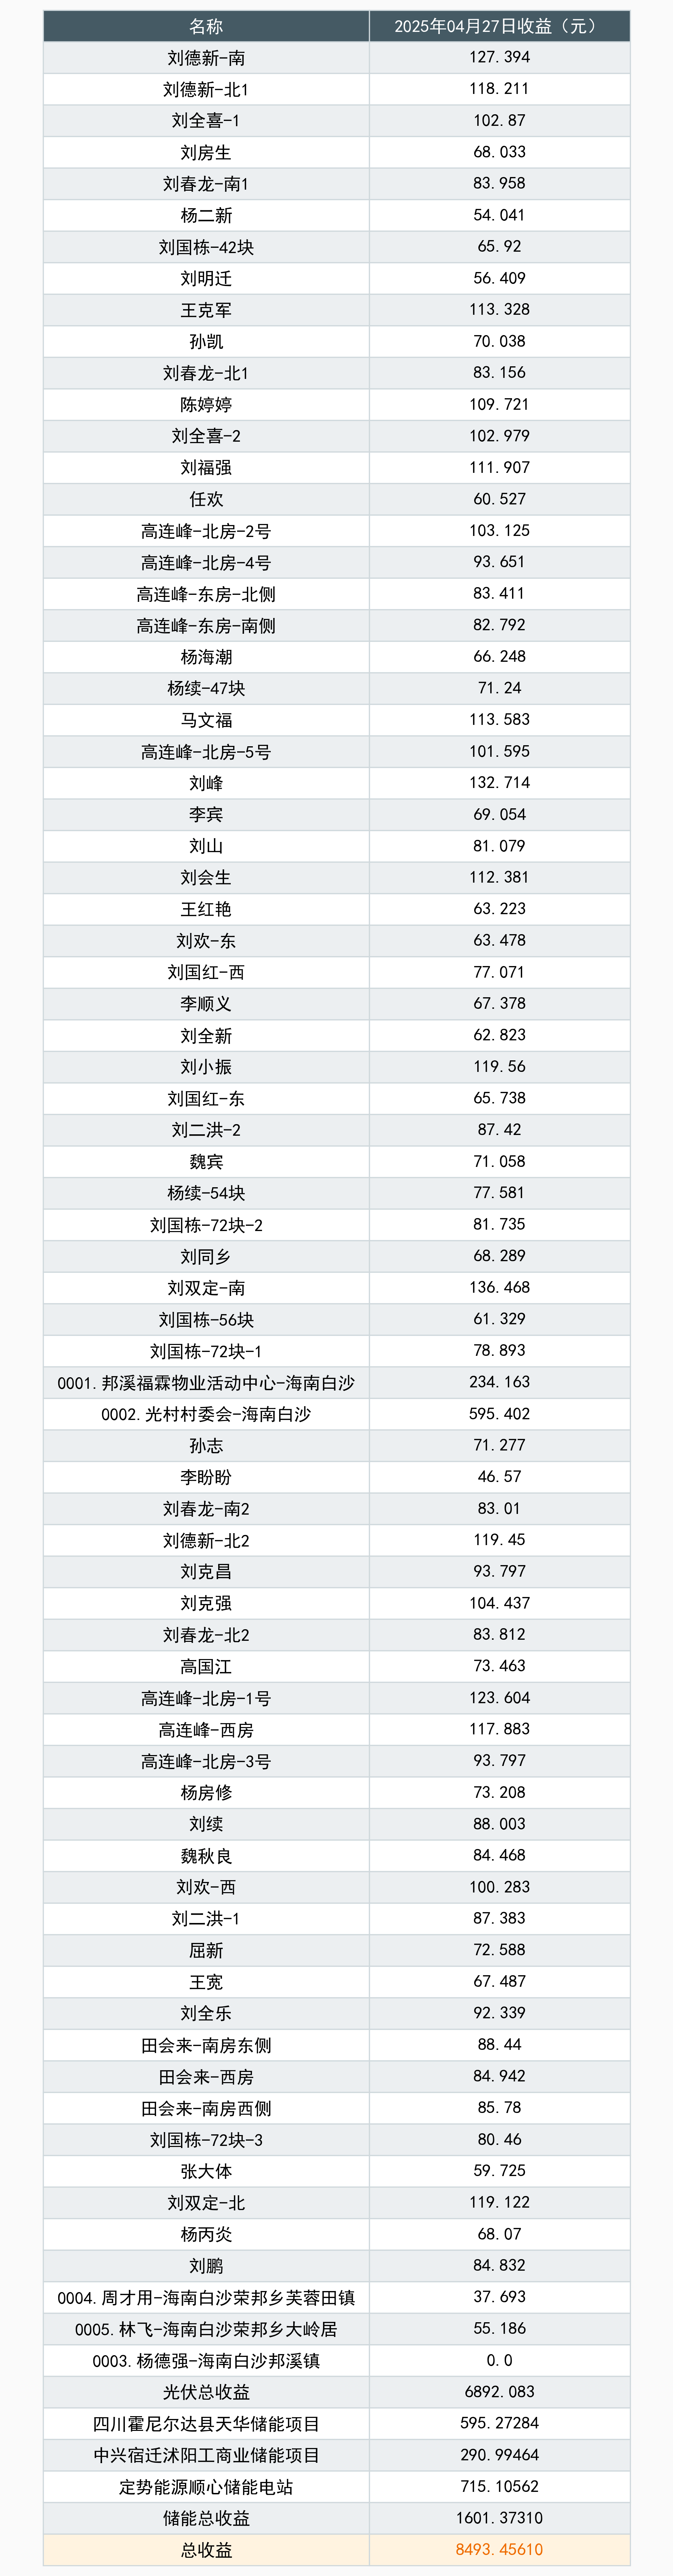 名称 2025年04月27日收益（元）
刘德新-南 127.394
刘德新-北1 118.211
刘全喜-1 102.87
刘房生 68.033
刘春龙-南1 83.958
杨二新 54.041
刘国栋-42块 65.92
刘明迁 56.409
王克军 113.328
孙凯 70.038
刘春龙-北1 83.156
陈婷婷 109.721
刘全喜-2 102.979
刘福强 111.907
任欢 60.527
高连峰-北房-2号 103.125
高连峰-北房-4号 93.651
高连峰-东房-北侧 83.411
高连峰-东房-南侧 82.792
杨海潮 66.248
杨续-47块 71.24
马文福 113.583
高连峰-北房-5号 101.595
刘峰 132.714
李宾 69.054
刘山 81.079
刘会生 112.381
王红艳 63.223
刘欢-东 63.478
刘国红-西 77.071
李顺义 67.378
刘全新 62.823
刘小振 119.56
刘国红-东 65.738
刘二洪-2 87.42
魏宾 71.058
杨续-54块 77.581
刘国栋-72块-2 81.735
刘同乡 68.289
刘双定-南 136.468
刘国栋-56块 61.329
刘国栋-72块-1 78.893
0001.邦溪福霖物业活动中心-海南白沙 234.163
0002.光村村委会-海南白沙 595.402
孙志 71.277
李盼盼 46.57
刘春龙-南2 83.01
刘德新-北2 119.45
刘克昌 93.797
刘克强 104.437
刘春龙-北2 83.812
高国江 73.463
高连峰-北房-1号 123.604
高连峰-西房 117.883
高连峰-北房-3号 93.797
杨房修 73.208
刘续 88.003
魏秋良 84.468
刘欢-西 100.283
刘二洪-1 87.383
屈新 72.588
王宽 67.487
刘全乐 92.339
田会来-南房东侧 88.44
田会来-西房 84.942
田会来-南房西侧 85.78
刘国栋-72块-3 80.46
张大体 59.725
刘双定-北 119.122
杨丙炎 68.07
刘鹏 84.832
0004.周才用-海南白沙荣邦乡芙蓉田镇 37.693
0005.林飞-海南白沙荣邦乡大岭居 55.186
0003.杨德强-海南白沙邦溪镇 0.0
光伏总收益 6892.083
四川霍尼尔达县天华储能项目 595.27284
中兴宿迁沭阳工商业储能项目 290.99464
定势能源顺心储能电站 715.10562
储能总收益 1601.37310
总收益 8493.45610